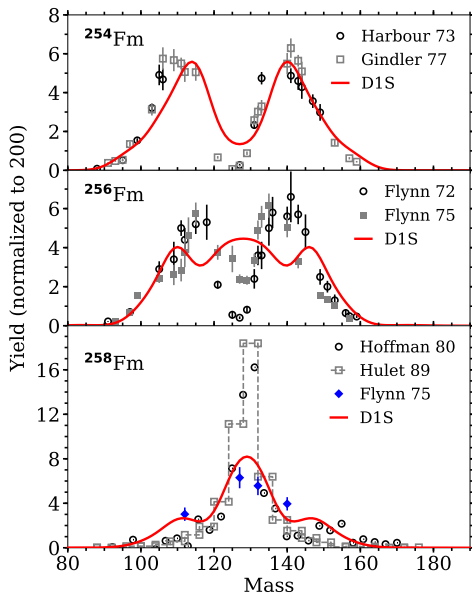 8
²⁵⁴Fm
Harbour 73
Gindler 77
D1S
6
4
2
0
²⁵⁶Fm
Flynn 72
Flynn 75
D1S
6
4
2
0
²⁵⁸Fm
Hoffman 80
Hulet 89
Flynn 75
D1S
16
12
8
4
0
80 100 120 140 160 180
Mass
Yield (normalized to 200)